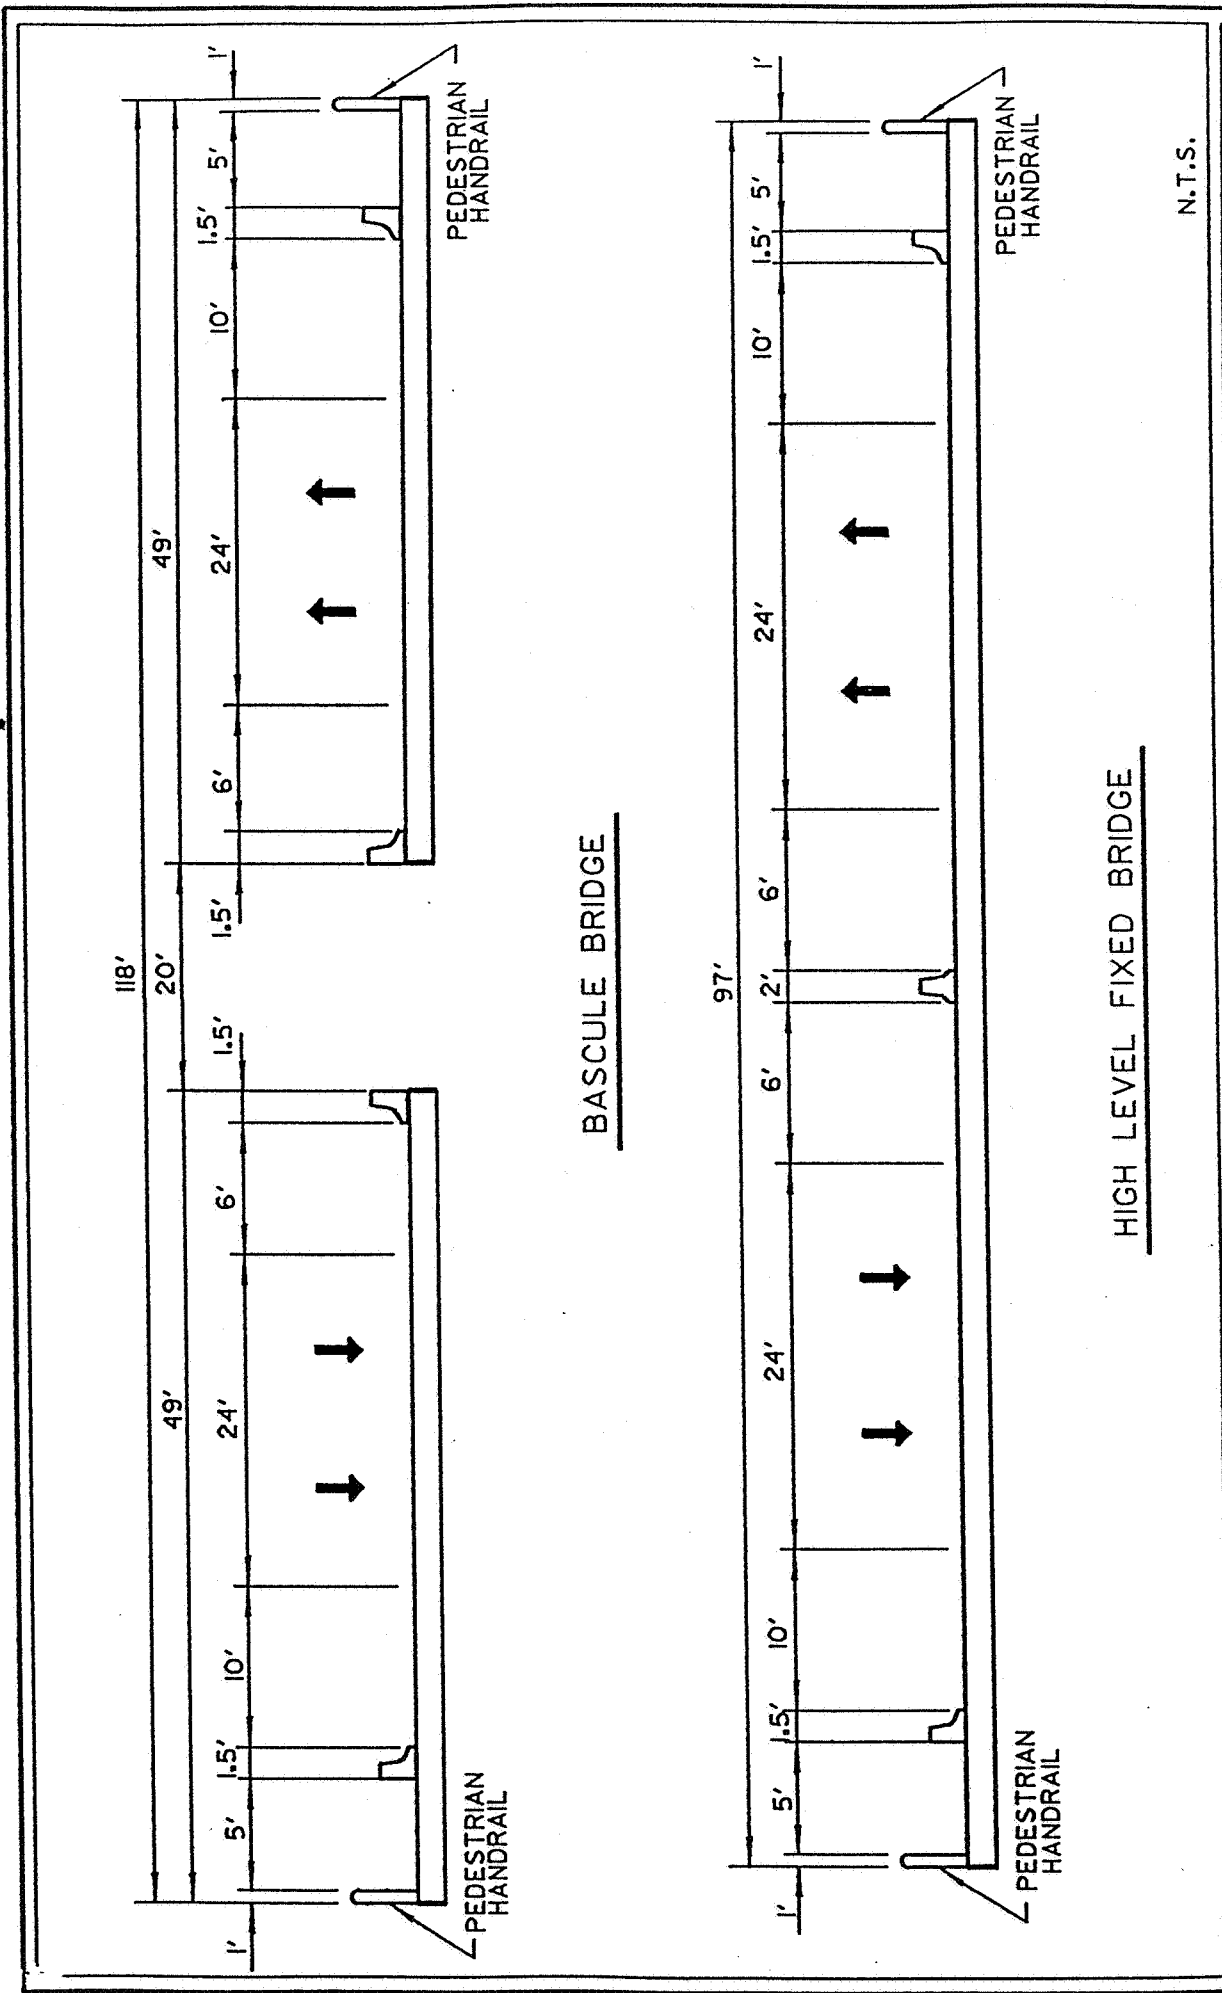 118'
49'
20'
49'
1'
5'
1.5'
10'
24'
6'
1.5'
1.5'
6'
24'
10'
1.5'
5'
1'
PEDESTRIAN
HANDRAIL
PEDESTRIAN
HANDRAIL
BASCULE BRIDGE
97'
1'
5'
1.5'
10'
24'
6'
2'
6'
24'
10'
1.5'
5'
1'
PEDESTRIAN
HANDRAIL
PEDESTRIAN
HANDRAIL
HIGH LEVEL FIXED BRIDGE
N.T.S.